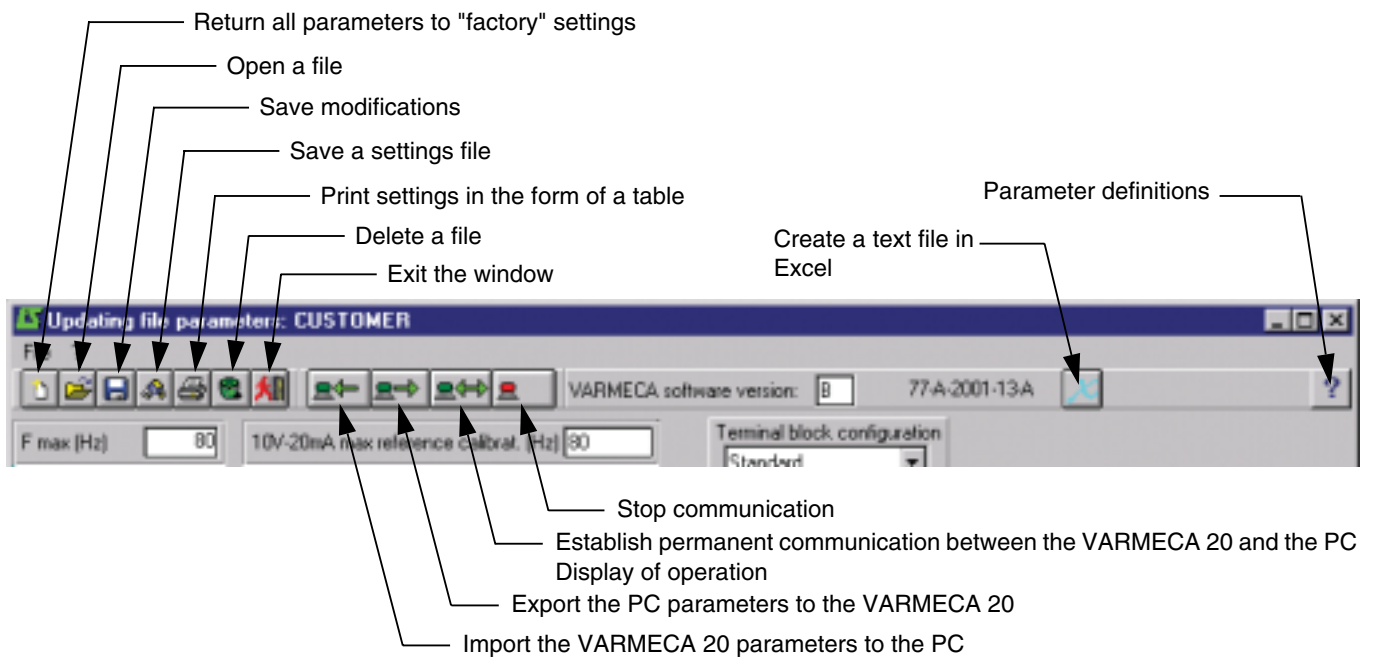 Return all parameters to "factory" settings
Open a file
Save modifications
Save a settings file
Print settings in the form of a table
Delete a file
Exit the window
Parameter definitions
Create a text file in
Excel
Updating file parameters: CUSTOMER
VARMECA software version: B 77-A-2001-13-A ?
F max (Hz) 80 10V-20mA max reference calibrat. (Hz) 80 Terminal block configuration
Standard
Stop communication
Establish permanent communication between the VARMECA 20 and the PC
Display of operation
Export the PC parameters to the VARMECA 20
Import the VARMECA 20 parameters to the PC